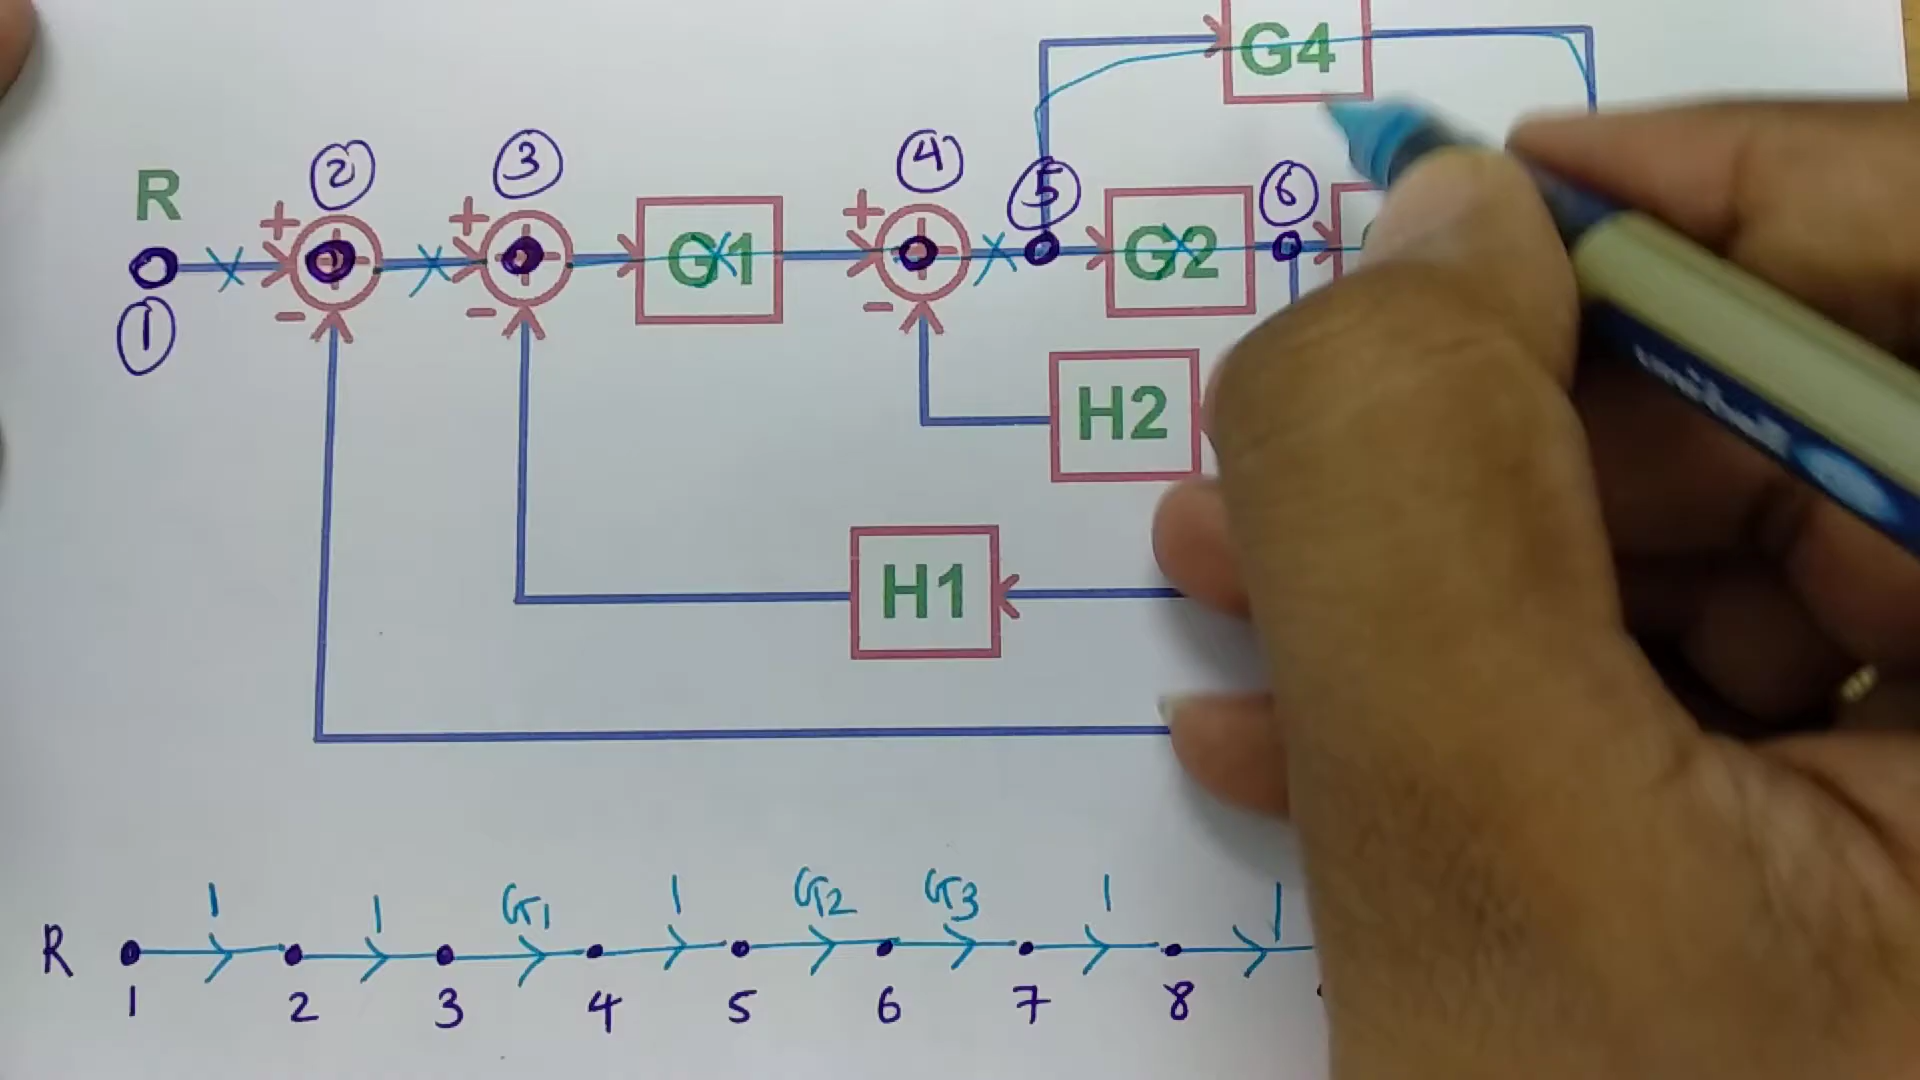 G4
R + 2 + 3 G1 + 4 5 G2 6
1 - - -
H2
H1
1 1 G1 1 G2 G3 1 1
R
1 2 3 4 5 6 7 8